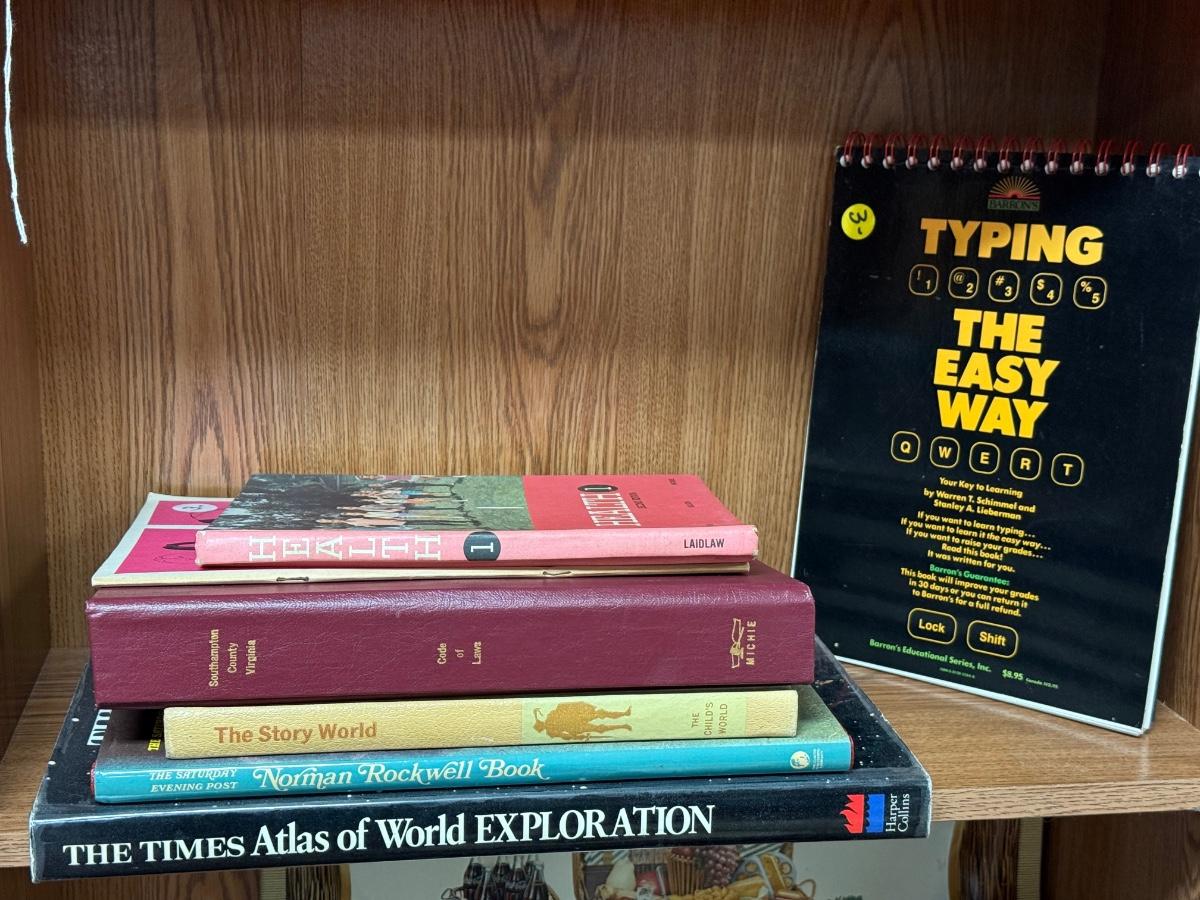 HEALTH 1
HEALTH 1 LAIDLAW
Southampton
County
Virginia
Code
of
Laws
MICHIE
The Story World
THE
CHILD'S
WORLD
THE SATURDAY
EVENING POST
Norman Rockwell Book
THE TIMES Atlas of World EXPLORATION
Harper
Collins
3-
BARRON'S
TYPING
! 1 @ 2 # 3 $ 4 % 5
THE
EASY
WAY
Q W E R T
Your Key to Learning
by Warren T. Schimmel and
Stanley A. Lieberman
If you want to learn typing...
If you want to learn it the easy way...
If you want to raise your grades...
Read this book!
It was written for you.
Barron's Guarantee:
This book will improve your grades
in 30 days or you can return it
to Barron's for a full refund.
Lock Shift
Barron's Educational Series, Inc. $8.95